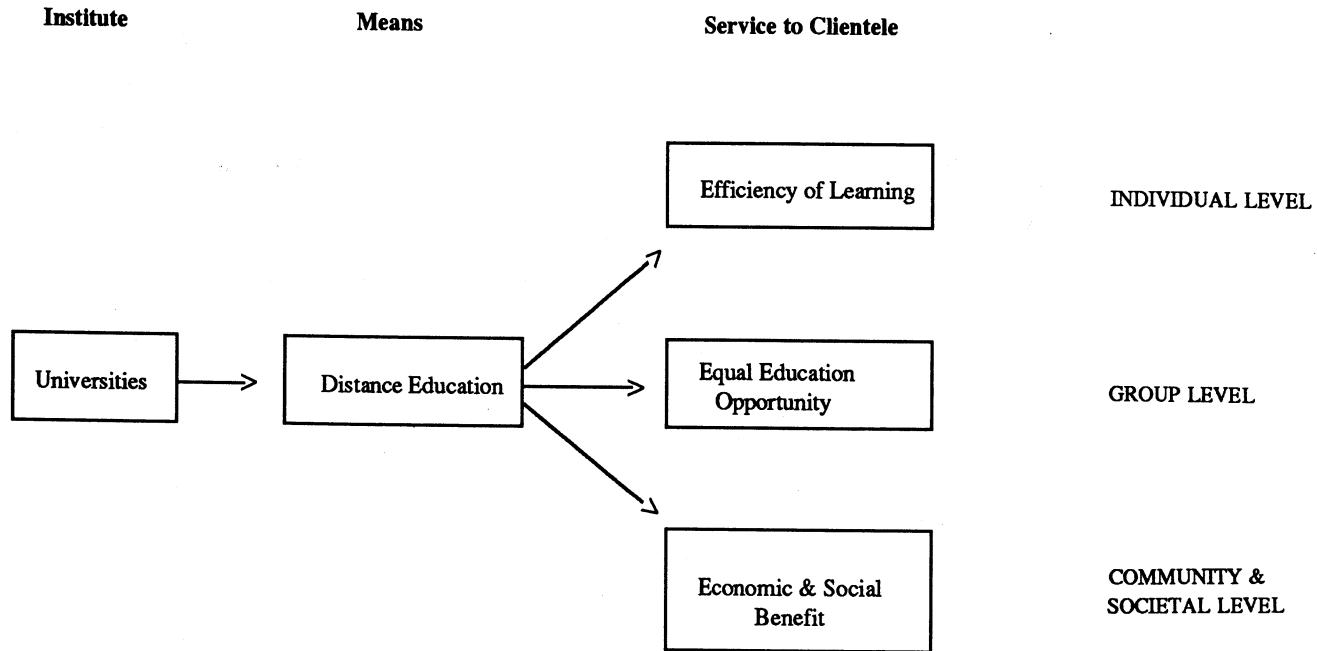 Institute
Means
Service to Clientele
Efficiency of Learning
INDIVIDUAL LEVEL
Universities
Distance Education
Equal Education
Opportunity
GROUP LEVEL
Economic & Social
Benefit
COMMUNITY &
SOCIETAL LEVEL